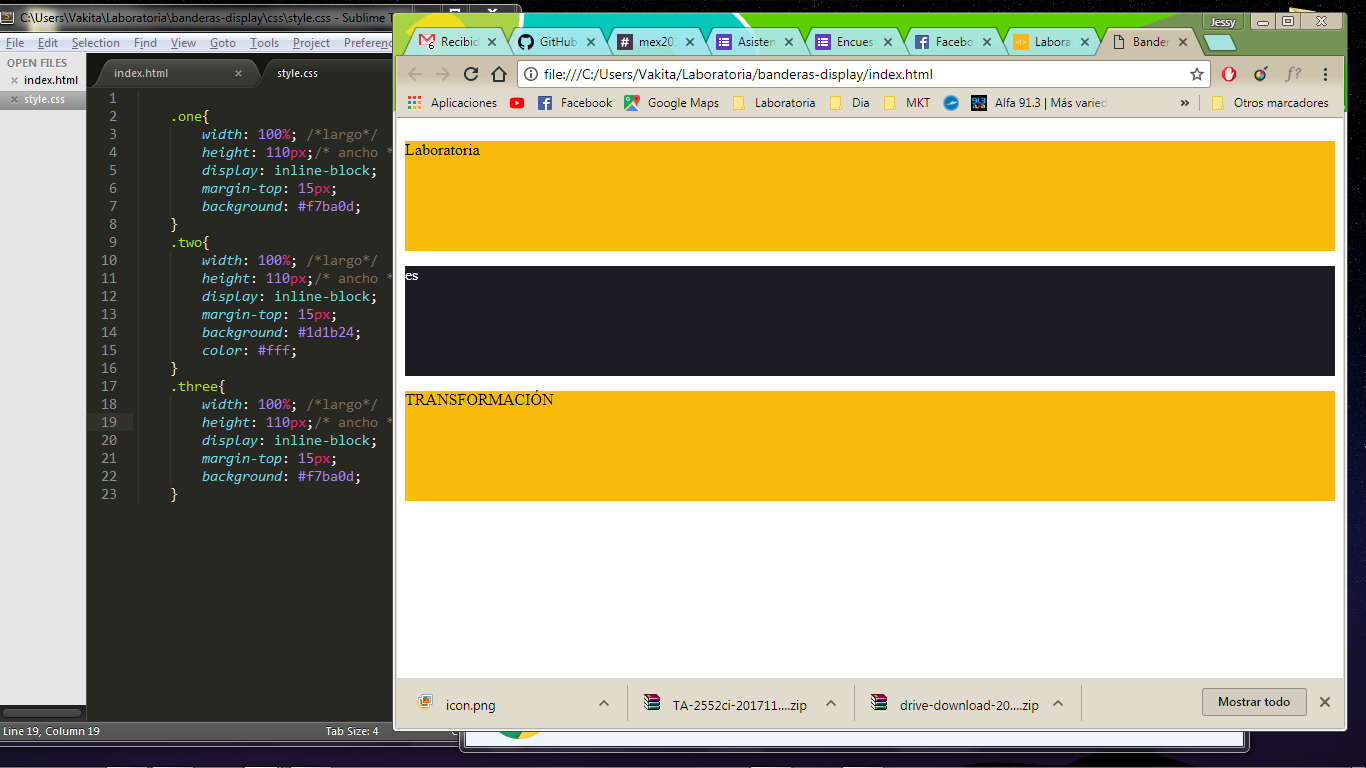 C:\Users\Vakita\Laboratoria\banderas-display\css\style.css - Sublime T
File Edit Selection Find View Goto Tools Project Preferenc
OPEN FILES
index.html
style.css
index.html
style.css
1
2 .one{
3 width: 100%; /*largo*/
4 height: 110px;/* ancho *
5 display: inline-block;
6 margin-top: 15px;
7 background: #f7ba0d;
8 }
9 .two{
10 width: 100%; /*largo*/
11 height: 110px;/* ancho *
12 display: inline-block;
13 margin-top: 15px;
14 background: #1d1b24;
15 color: #fff;
16 }
17 .three{
18 width: 100%; /*largo*/
19 height: 110px;/* ancho *
20 display: inline-block;
21 margin-top: 15px;
22 background: #f7ba0d;
23 }
Line 19, Column 19
Tab Size: 4
Jessy
6 Recibid
GitHub
mex20
Asisten
Encues
Facebo
Labora
Bander
file:///C:/Users/Vakita/Laboratoria/banderas-display/index.html
f?
Aplicaciones Facebook Google Maps Laboratoria Dia MKT 91.3 Alfa 91.3 | Más varied » Otros marcadores
Laboratoria
es
TRANSFORMACIÓN
icon.png
TA-2552ci-201711....zip
drive-download-20....zip
Mostrar todo